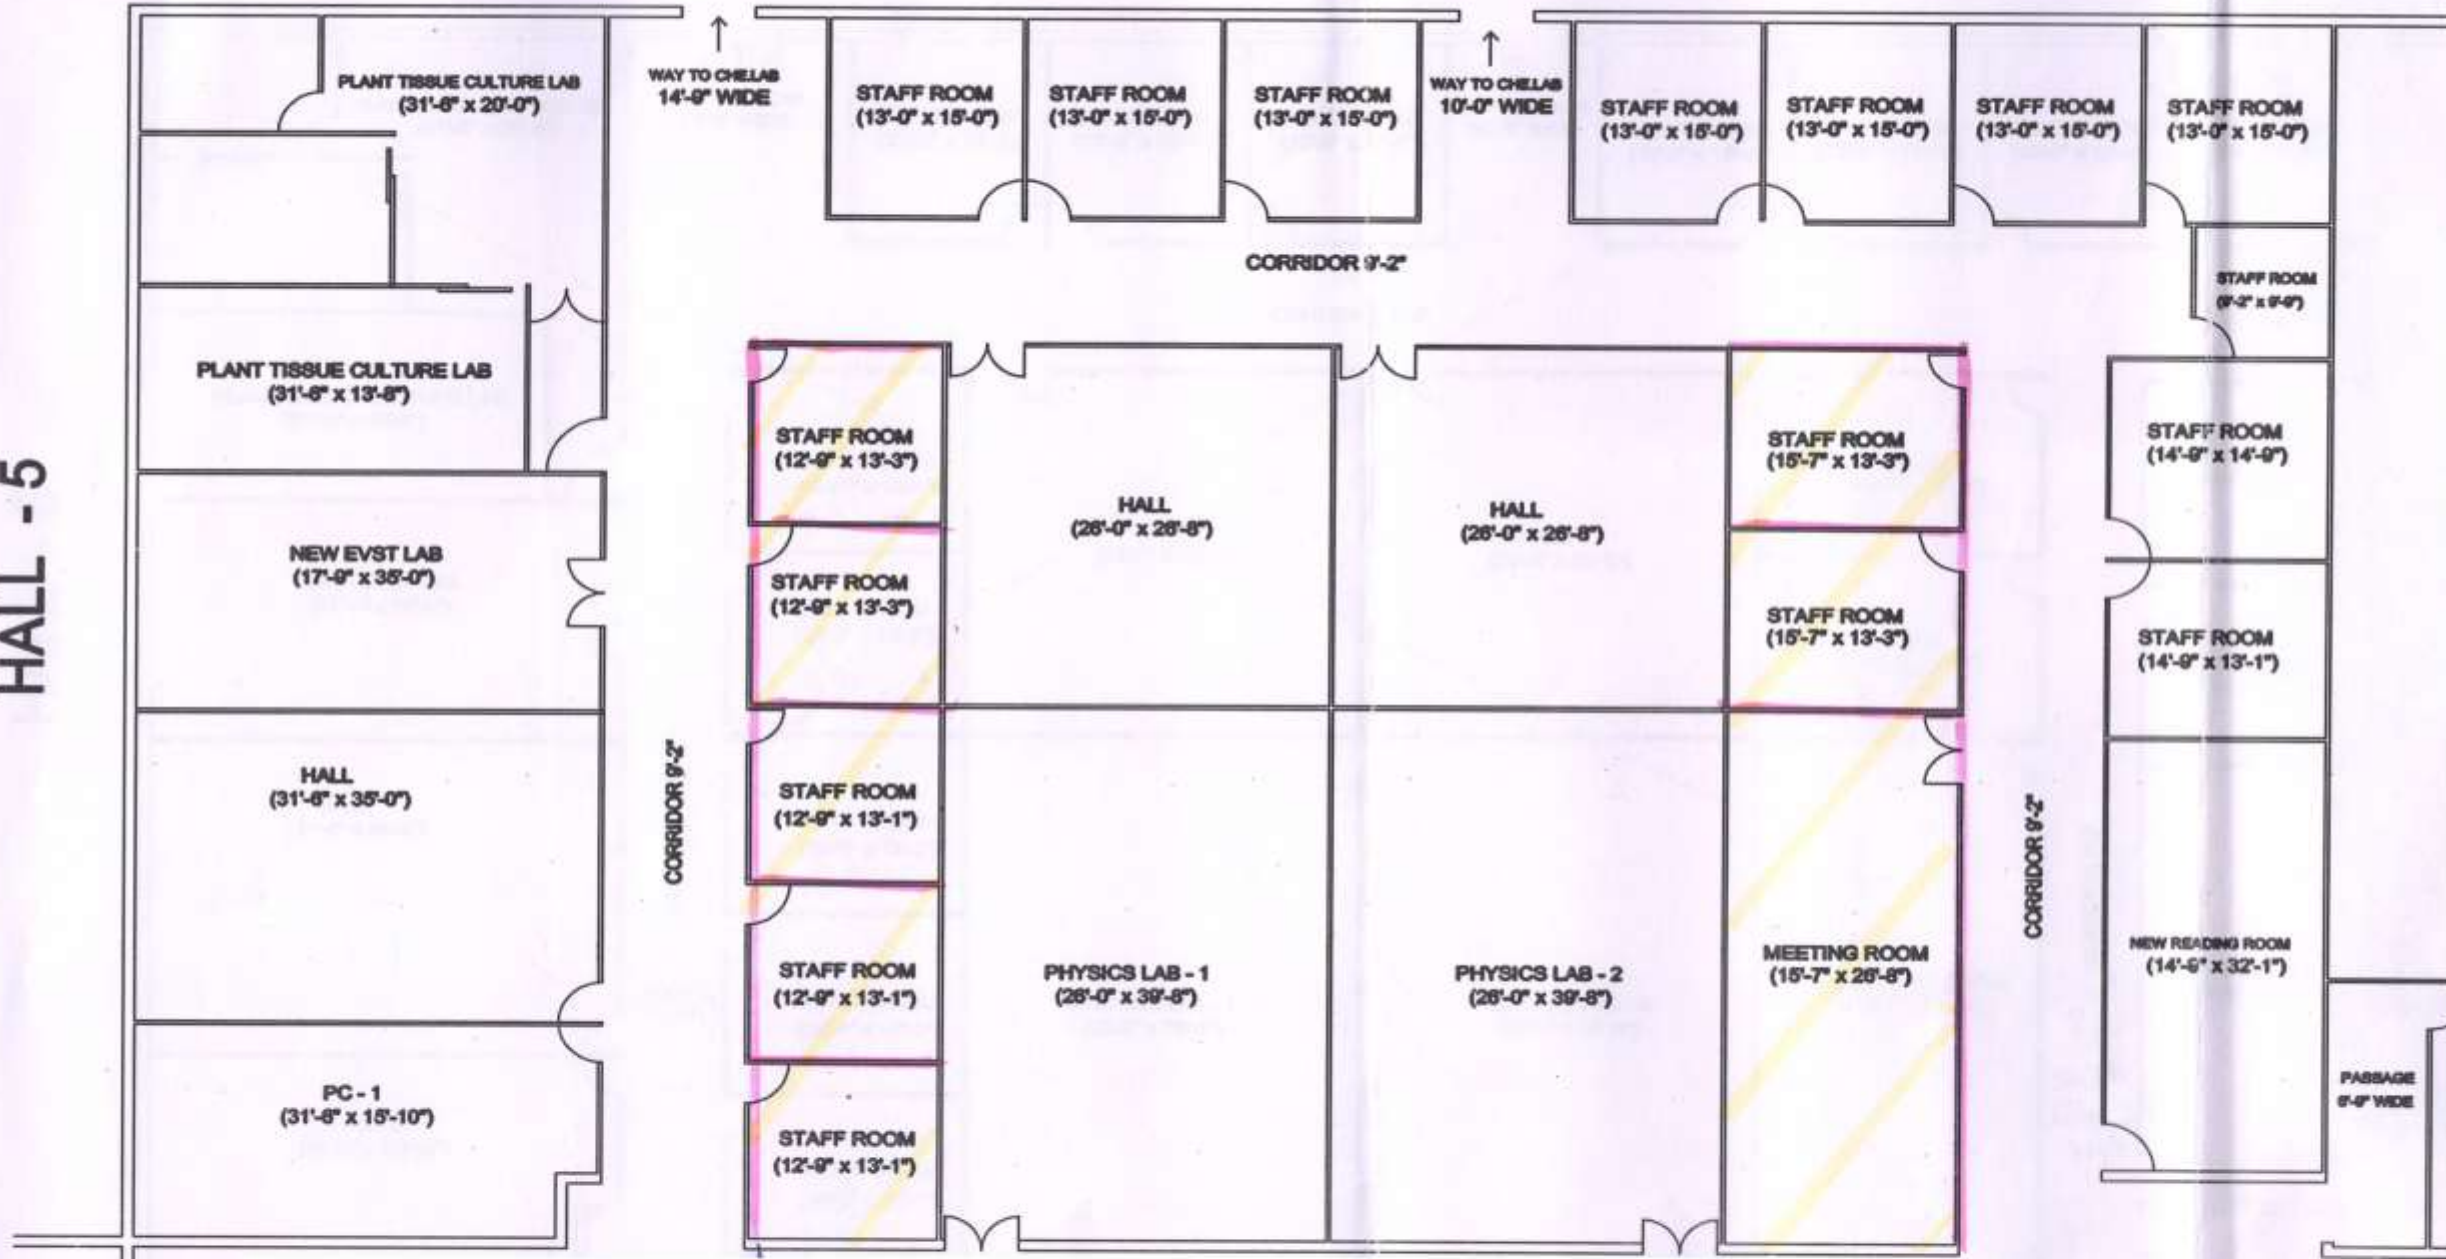 HALL - 5
PLANT TISSUE CULTURE LAB
(31'-6" x 20'-0")
WAY TO CHE.LAB
14'-9" WIDE
STAFF ROOM
(13'-0" x 15'-0")
STAFF ROOM
(13'-0" x 15'-0")
STAFF ROOM
(13'-0" x 15'-0")
WAY TO CHE.LAB
10'-0" WIDE
STAFF ROOM
(13'-0" x 15'-0")
STAFF ROOM
(13'-0" x 15'-0")
STAFF ROOM
(13'-0" x 15'-0")
STAFF ROOM
(13'-0" x 15'-0")
CORRIDOR 9'-2"
STAFF ROOM
(9'-2" x 9'-9")
PLANT TISSUE CULTURE LAB
(31'-6" x 13'-8")
STAFF ROOM
(12'-9" x 13'-3")
HALL
(26'-0" x 26'-8")
HALL
(26'-0" x 26'-8")
STAFF ROOM
(15'-7" x 13'-3")
STAFF ROOM
(14'-9" x 14'-9")
NEW EVST LAB
(17'-9" x 35'-0")
STAFF ROOM
(12'-9" x 13'-3")
STAFF ROOM
(15'-7" x 13'-3")
STAFF ROOM
(14'-9" x 13'-1")
HALL
(31'-6" x 35'-0")
CORRIDOR 9'-2"
STAFF ROOM
(12'-9" x 13'-1")
CORRIDOR 9'-2"
STAFF ROOM
(12'-9" x 13'-1")
PHYSICS LAB - 1
(26'-0" x 39'-8")
PHYSICS LAB - 2
(26'-0" x 39'-8")
MEETING ROOM
(15'-7" x 26'-8")
NEW READING ROOM
(14'-9" x 32'-1")
PC - 1
(31'-6" x 15'-10")
STAFF ROOM
(12'-9" x 13'-1")
PASSAGE
WIDE